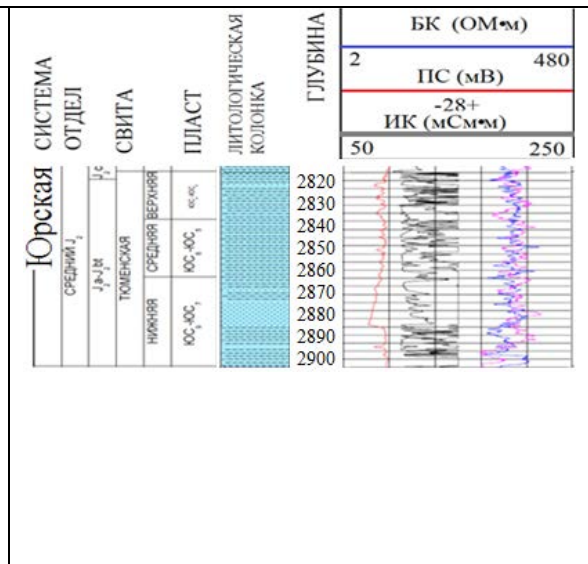 СИСТЕМА
ОТДЕЛ
СВИТА
ПЛАСТ
ЛИТОЛОГИЧЕСКАЯ
КОЛОНКА
ГЛУБИНА
БК (ОМ•м)
2 480
ПС (мВ)
-28+
ИК (мСм•м)
50 250
Юрская
СРЕДНИЙ J₂
ТЮМЕНСКАЯ
ВЕРХНЯЯ
СРЕДНЯЯ
НИЖНЯЯ
2820
2830
2840
2850
2860
2870
2880
2890
2900